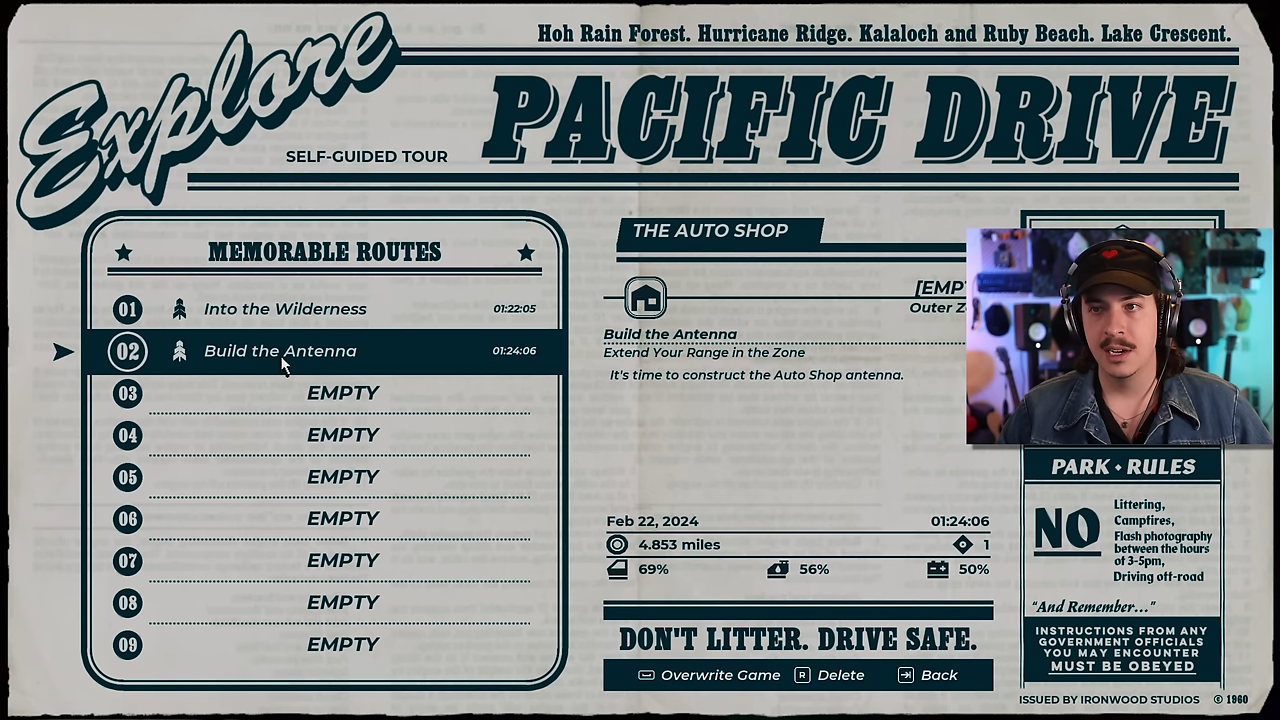 Explore
SELF-GUIDED TOUR
Hoh Rain Forest. Hurricane Ridge. Kalaloch and Ruby Beach. Lake Crescent.
PACIFIC DRIVE
MEMORABLE ROUTES
01 Into the Wilderness 01:22:05
02 Build the Antenna 01:24:06
03 EMPTY
04 EMPTY
05 EMPTY
06 EMPTY
07 EMPTY
08 EMPTY
09 EMPTY
THE AUTO SHOP
Outer
Build the Antenna
Extend Your Range in the Zone
It's time to construct the Auto Shop antenna.
Feb 22, 2024 01:24:06
4.853 miles 1
69% 56% 50%
DON'T LITTER. DRIVE SAFE.
Overwrite Game R Delete Back
PARK • RULES
NO
Littering,
Campfires,
Flash photography
between the hours
of 3-5pm,
Driving off-road
"And Remember..."
INSTRUCTIONS FROM ANY
GOVERNMENT OFFICIALS
YOU MAY ENCOUNTER
MUST BE OBEYED
ISSUED BY IRONWOOD STUDIOS © 1960